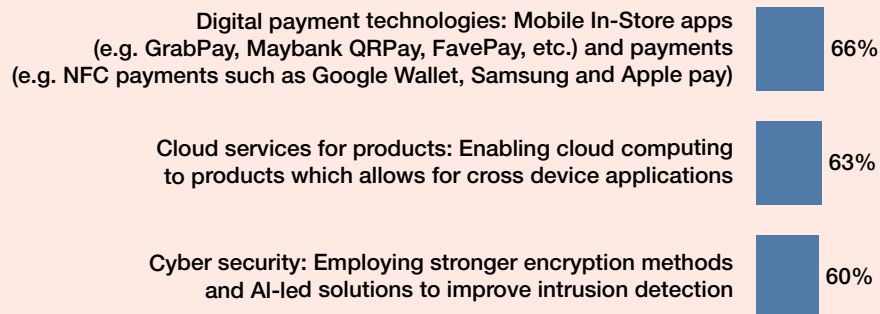 Digital payment technologies: Mobile In-Store apps
(e.g. GrabPay, Maybank QRPay, FavePay, etc.) and payments
(e.g. NFC payments such as Google Wallet, Samsung and Apple pay)
66%
Cloud services for products: Enabling cloud computing
to products which allows for cross device applications
63%
Cyber security: Employing stronger encryption methods
and AI-led solutions to improve intrusion detection
60%